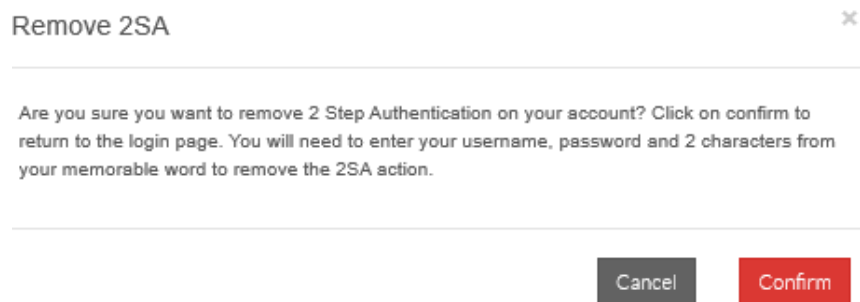 Remove 2SA
×
Are you sure you want to remove 2 Step Authentication on your account? Click on confirm to
return to the login page. You will need to enter your username, password and 2 characters from
your memorable word to remove the 2SA action.
Cancel Confirm